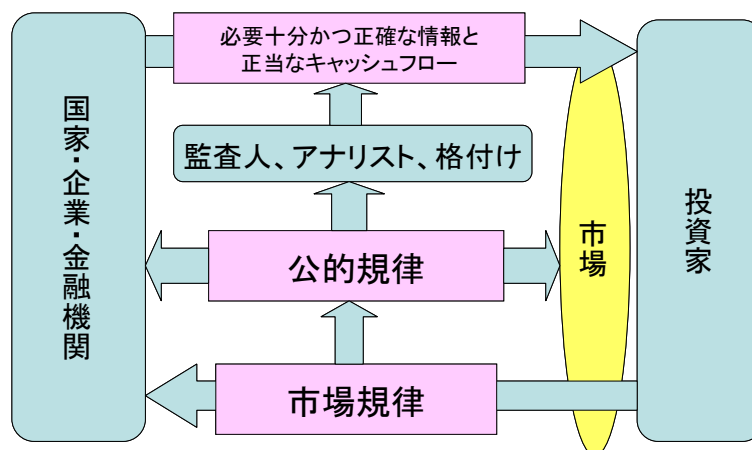 必要十分かつ正確な情報と
正当なキャッシュフロー
国家・企業・金融機関
監査人、アナリスト、格付け
公的規律
市場
投資家
市場規律